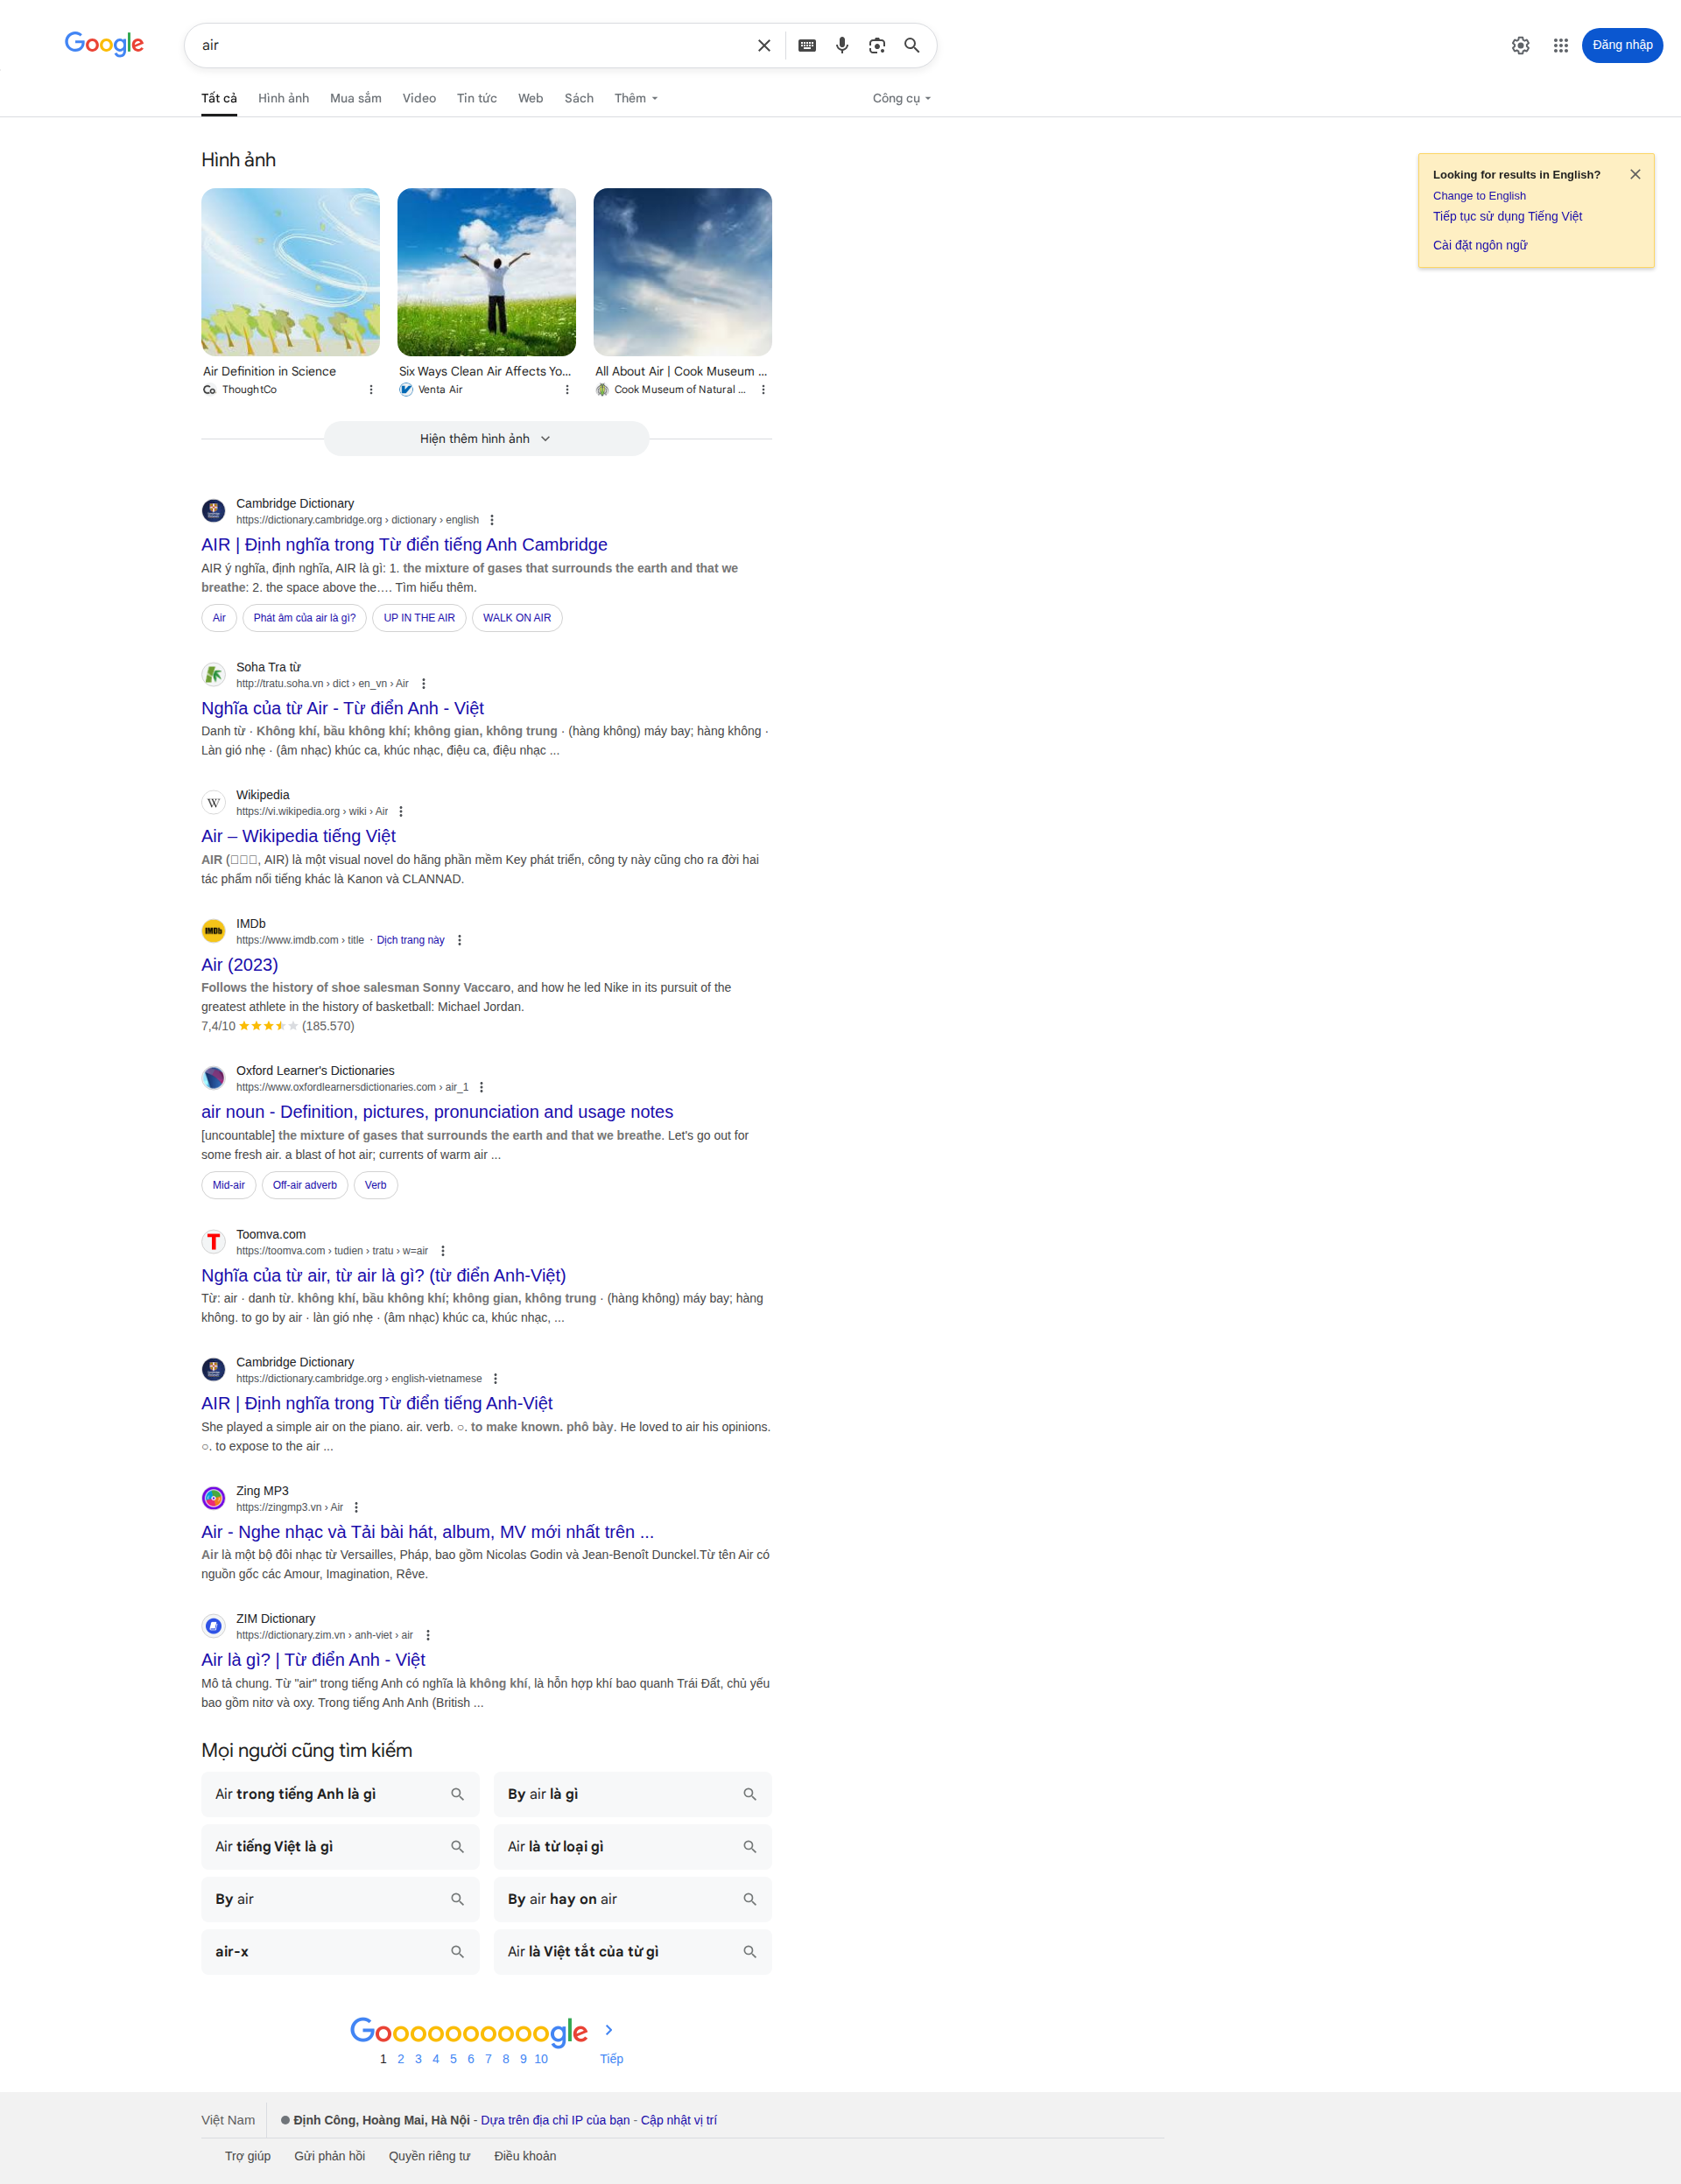 Google
air
Đăng nhập
Tất cả Hình ảnh Mua sắm Video Tin tức Web Sách Thêm Công cụ
Looking for results in English?
Change to English
Tiếp tục sử dụng Tiếng Việt
Cài đặt ngôn ngữ
Hình ảnh
Air Definition in Science
ThoughtCo
Six Ways Clean Air Affects Yo...
Venta Air
All About Air | Cook Museum ...
Cook Museum of Natural ...
Hiện thêm hình ảnh
Cambridge Dictionary
https://dictionary.cambridge.org › dictionary › english
AIR | Định nghĩa trong Từ điển tiếng Anh Cambridge
AIR ý nghĩa, định nghĩa, AIR là gì: 1. the mixture of gases that surrounds the earth and that we
breathe: 2. the space above the…. Tìm hiểu thêm.
Air Phát âm của air là gì? UP IN THE AIR WALK ON AIR
Soha Tra từ
http://tratu.soha.vn › dict › en_vn › Air
Nghĩa của từ Air - Từ điển Anh - Việt
Danh từ · Không khí, bầu không khí; không gian, không trung · (hàng không) máy bay; hàng không ·
Làn gió nhẹ · (âm nhạc) khúc ca, khúc nhạc, điệu ca, điệu nhạc ...
W
Wikipedia
https://vi.wikipedia.org › wiki › Air
Air – Wikipedia tiếng Việt
AIR (□□□, AIR) là một visual novel do hãng phần mềm Key phát triển, công ty này cũng cho ra đời hai
tác phẩm nổi tiếng khác là Kanon và CLANNAD.
IMDb
IMDb
https://www.imdb.com › title · Dịch trang này
Air (2023)
Follows the history of shoe salesman Sonny Vaccaro, and how he led Nike in its pursuit of the
greatest athlete in the history of basketball: Michael Jordan.
7,4/10 ★★★★★ (185.570)
Oxford Learner's Dictionaries
https://www.oxfordlearnersdictionaries.com › air_1
air noun - Definition, pictures, pronunciation and usage notes
[uncountable] the mixture of gases that surrounds the earth and that we breathe. Let's go out for
some fresh air. a blast of hot air; currents of warm air ...
Mid-air Off-air adverb Verb
T
Toomva.com
https://toomva.com › tudien › tratu › w=air
Nghĩa của từ air, từ air là gì? (từ điển Anh-Việt)
Từ: air · danh từ. không khí, bầu không khí; không gian, không trung · (hàng không) máy bay; hàng
không. to go by air · làn gió nhẹ · (âm nhạc) khúc ca, khúc nhạc, ...
Cambridge Dictionary
https://dictionary.cambridge.org › english-vietnamese
AIR | Định nghĩa trong Từ điển tiếng Anh-Việt
She played a simple air on the piano. air. verb. ○. to make known. phô bày. He loved to air his opinions.
○. to expose to the air ...
Zing MP3
https://zingmp3.vn › Air
Air - Nghe nhạc và Tải bài hát, album, MV mới nhất trên ...
Air là một bộ đôi nhạc từ Versailles, Pháp, bao gồm Nicolas Godin và Jean-Benoît Dunckel.Từ tên Air có
nguồn gốc các Amour, Imagination, Rêve.
ZIM Dictionary
https://dictionary.zim.vn › anh-viet › air
Air là gì? | Từ điển Anh - Việt
Mô tả chung. Từ "air" trong tiếng Anh có nghĩa là không khí, là hỗn hợp khí bao quanh Trái Đất, chủ yếu
bao gồm nitơ và oxy. Trong tiếng Anh Anh (British ...
Mọi người cũng tìm kiếm
Air trong tiếng Anh là gì
By air là gì
Air tiếng Việt là gì
Air là từ loại gì
By air
By air hay on air
air-x
Air là Việt tắt của từ gì
Goooooooooogle
1 2 3 4 5 6 7 8 9 10 Tiếp
Việt Nam
Định Công, Hoàng Mai, Hà Nội - Dựa trên địa chỉ IP của bạn - Cập nhật vị trí
Trợ giúp Gửi phản hồi Quyền riêng tư Điều khoản